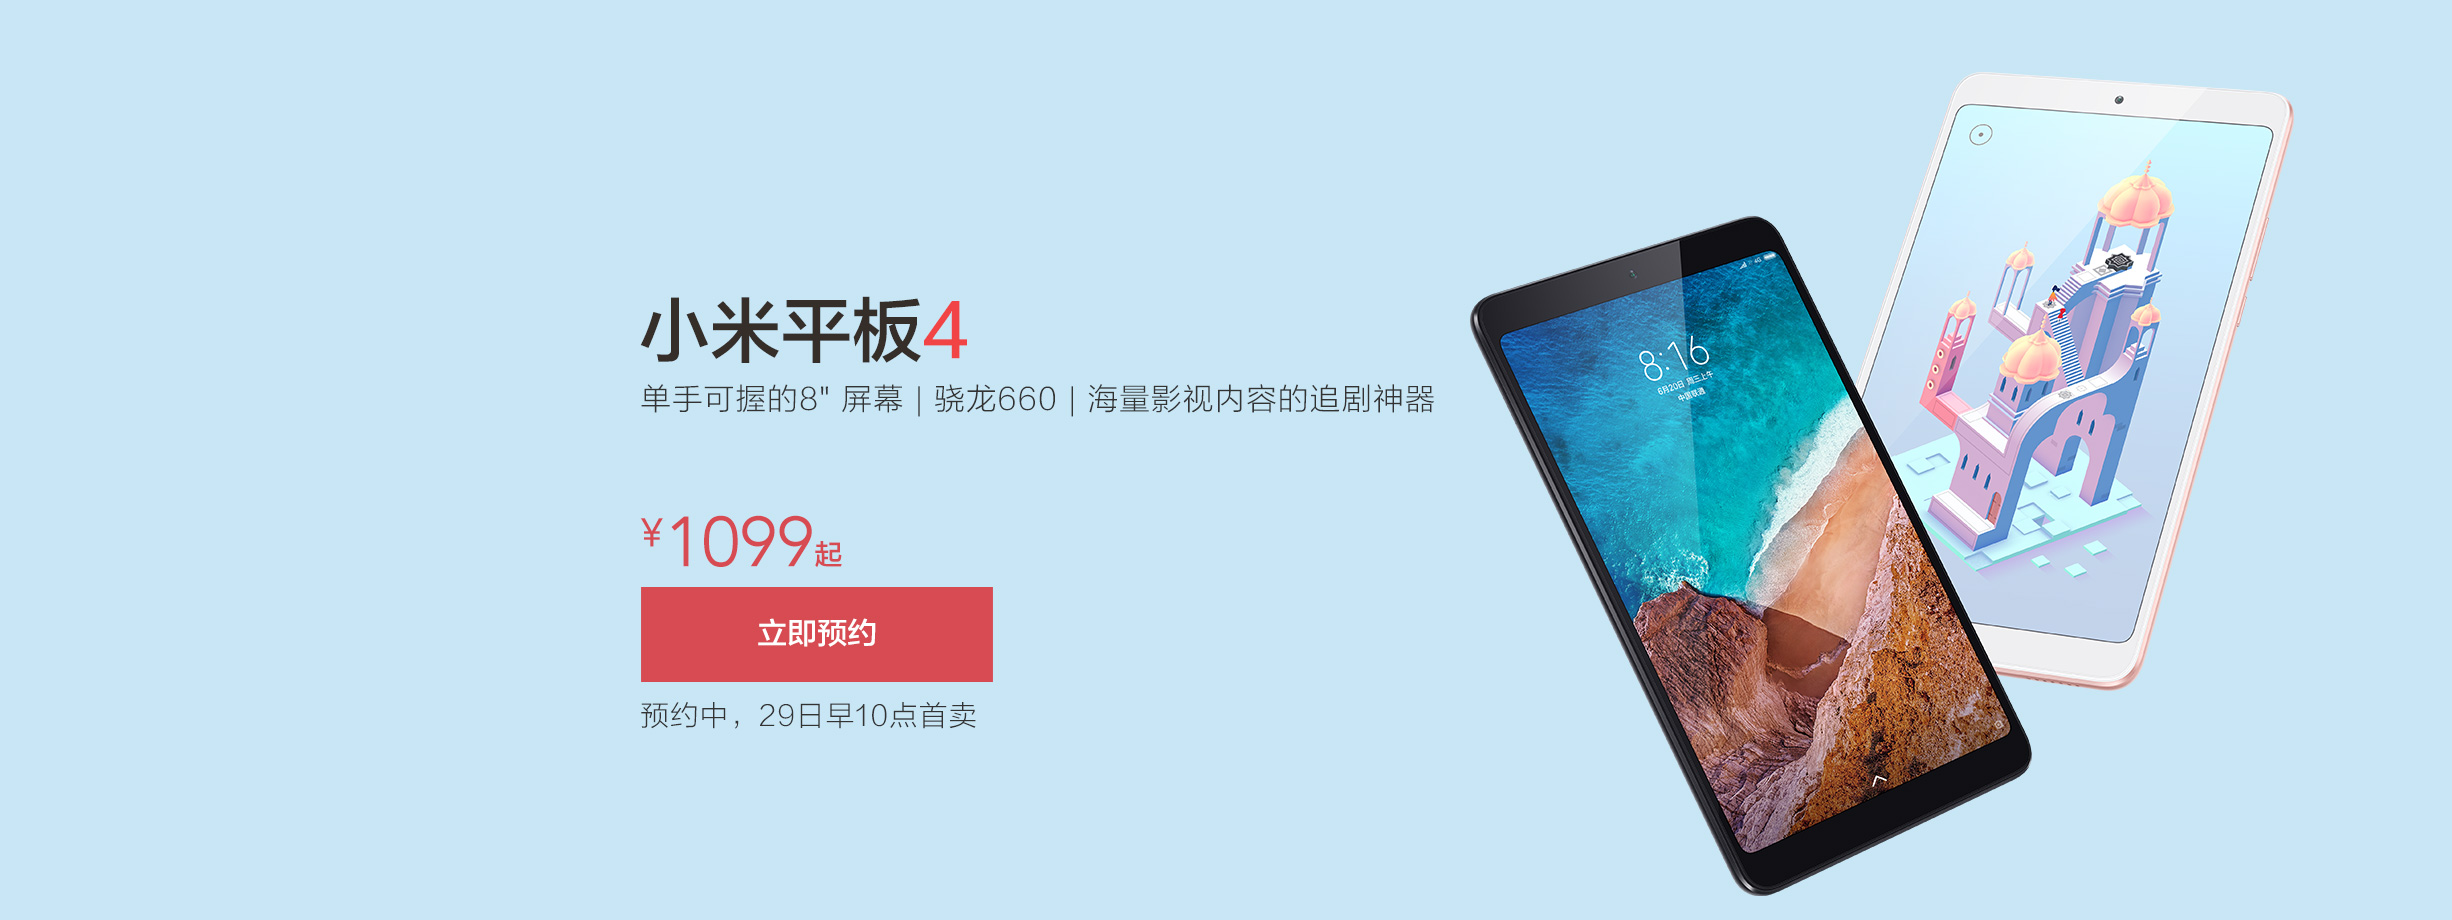 小米平板4
单手可握的8" 屏幕 | 骁龙660 | 海量影视内容的追剧神器
¥1099起
立即预约
预约中，29日早10点首卖
4G
8:16
6月20日 周三上午
中国联通